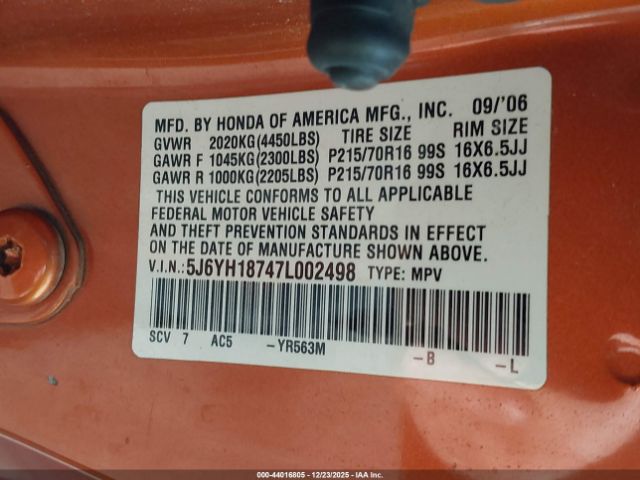 MFD. BY HONDA OF AMERICA MFG., INC. 09/'06
GVWR 2020KG(4450LBS) TIRE SIZE RIM SIZE
GAWR F 1045KG(2300LBS) P215/70R16 99S 16X6.5JJ
GAWR R 1000KG(2205LBS) P215/70R16 99S 16X6.5JJ
THIS VEHICLE CONFORMS TO ALL APPLICABLE
FEDERAL MOTOR VEHICLE SAFETY
AND THEFT PREVENTION STANDARDS IN EFFECT
ON THE DATE OF MANUFACTURE SHOWN ABOVE.
V.I.N.: 5J6YH18747L002498 TYPE: MPV
SCV 7 AC5 -YR563M -B -L
000-44016805 - 12/23/2025 - IAA Inc.